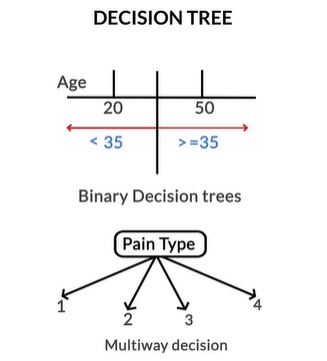 DECISION TREE
Age
20 50
< 35 >=35
Binary Decision trees
Pain Type
1 2 3 4
Multiway decision